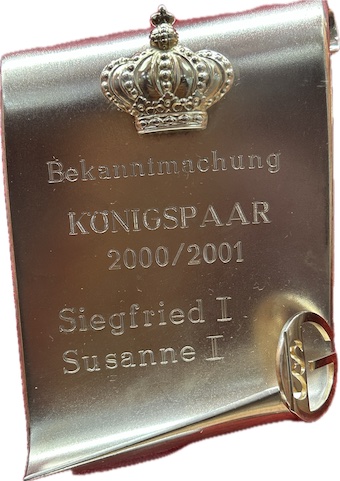 Bekanntmachung
KÖNIGSPAAR
2000/2001
Siegfried I
Susanne I